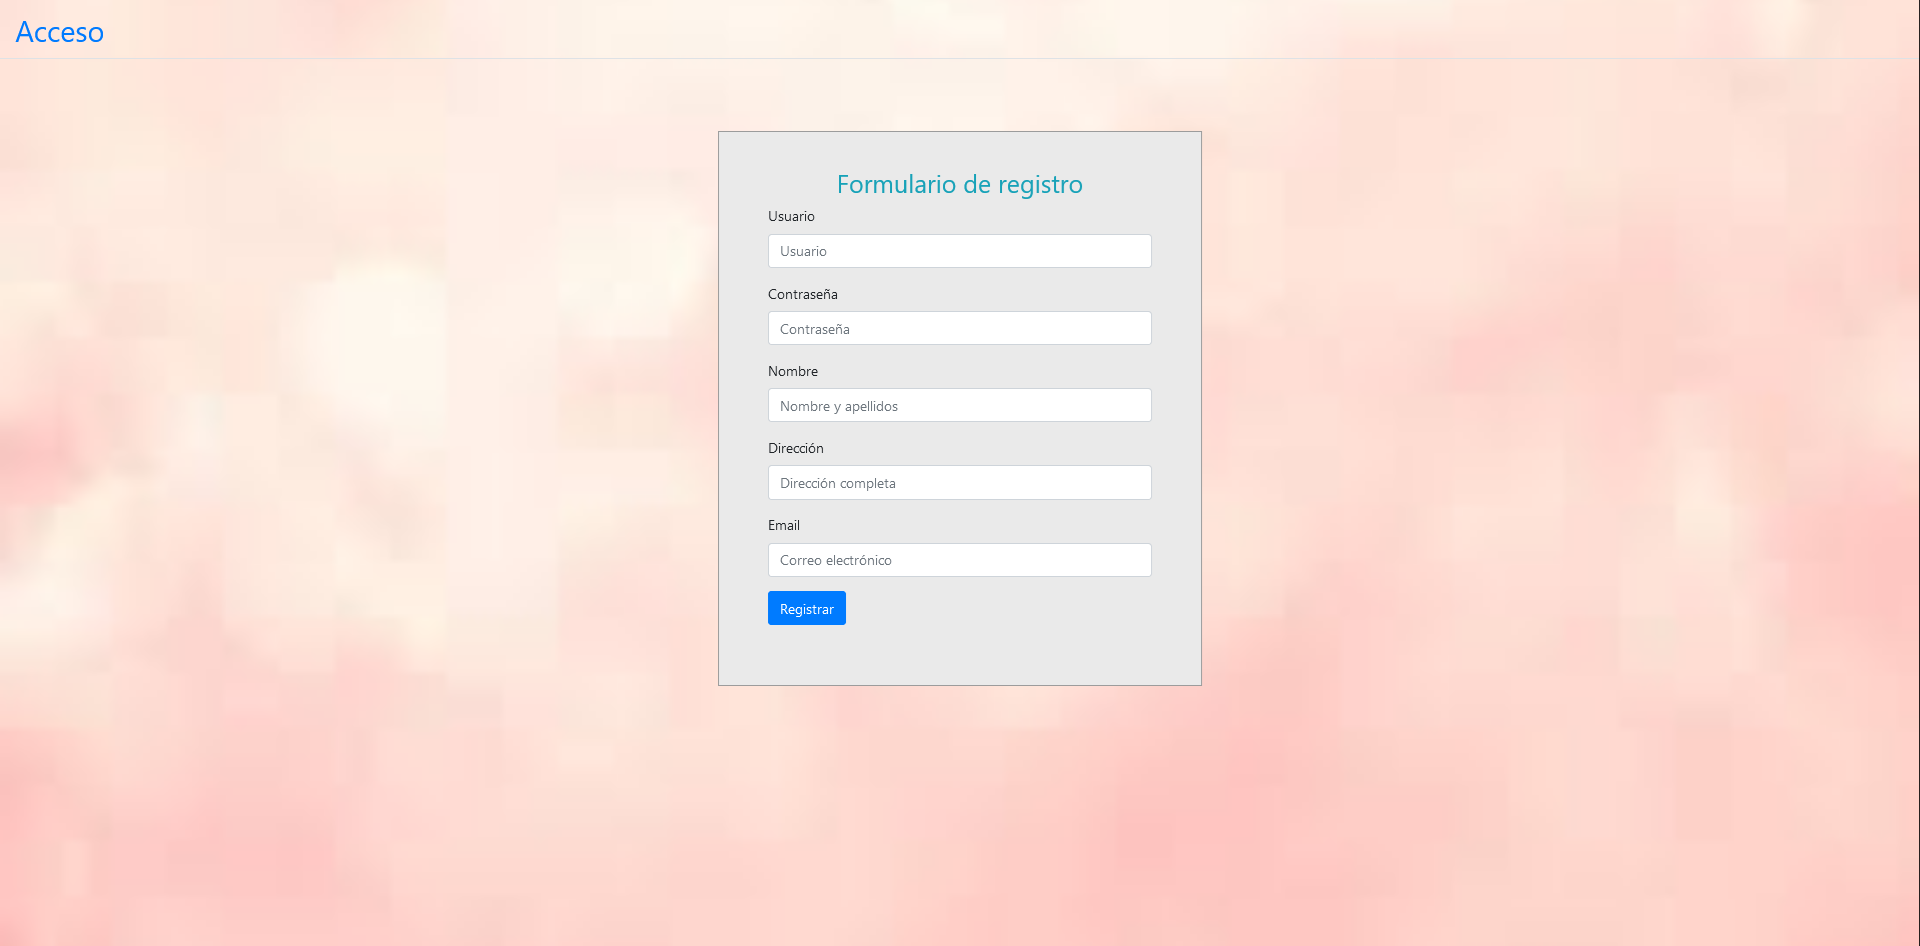 Acceso
Formulario de registro
Usuario
Usuario
Contraseña
Contraseña
Nombre
Nombre y apellidos
Dirección
Dirección completa
Email
Correo electrónico
Registrar